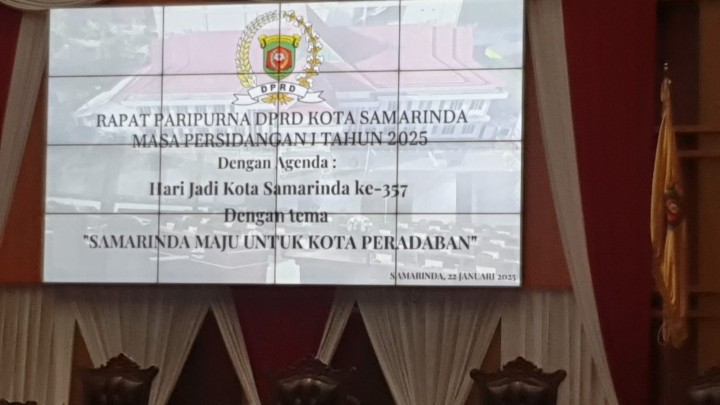 DPRD
RAPAT PARIPURNA DPRD KOTA SAMARINDA
MASA PERSIDANGAN I TAHUN 2025
Dengan Agenda :
Hari Jadi Kota Samarinda ke-357
Dengan tema
"SAMARINDA MAJU UNTUK KOTA PERADABAN"
SAMARINDA, 22 JANUARI 2025